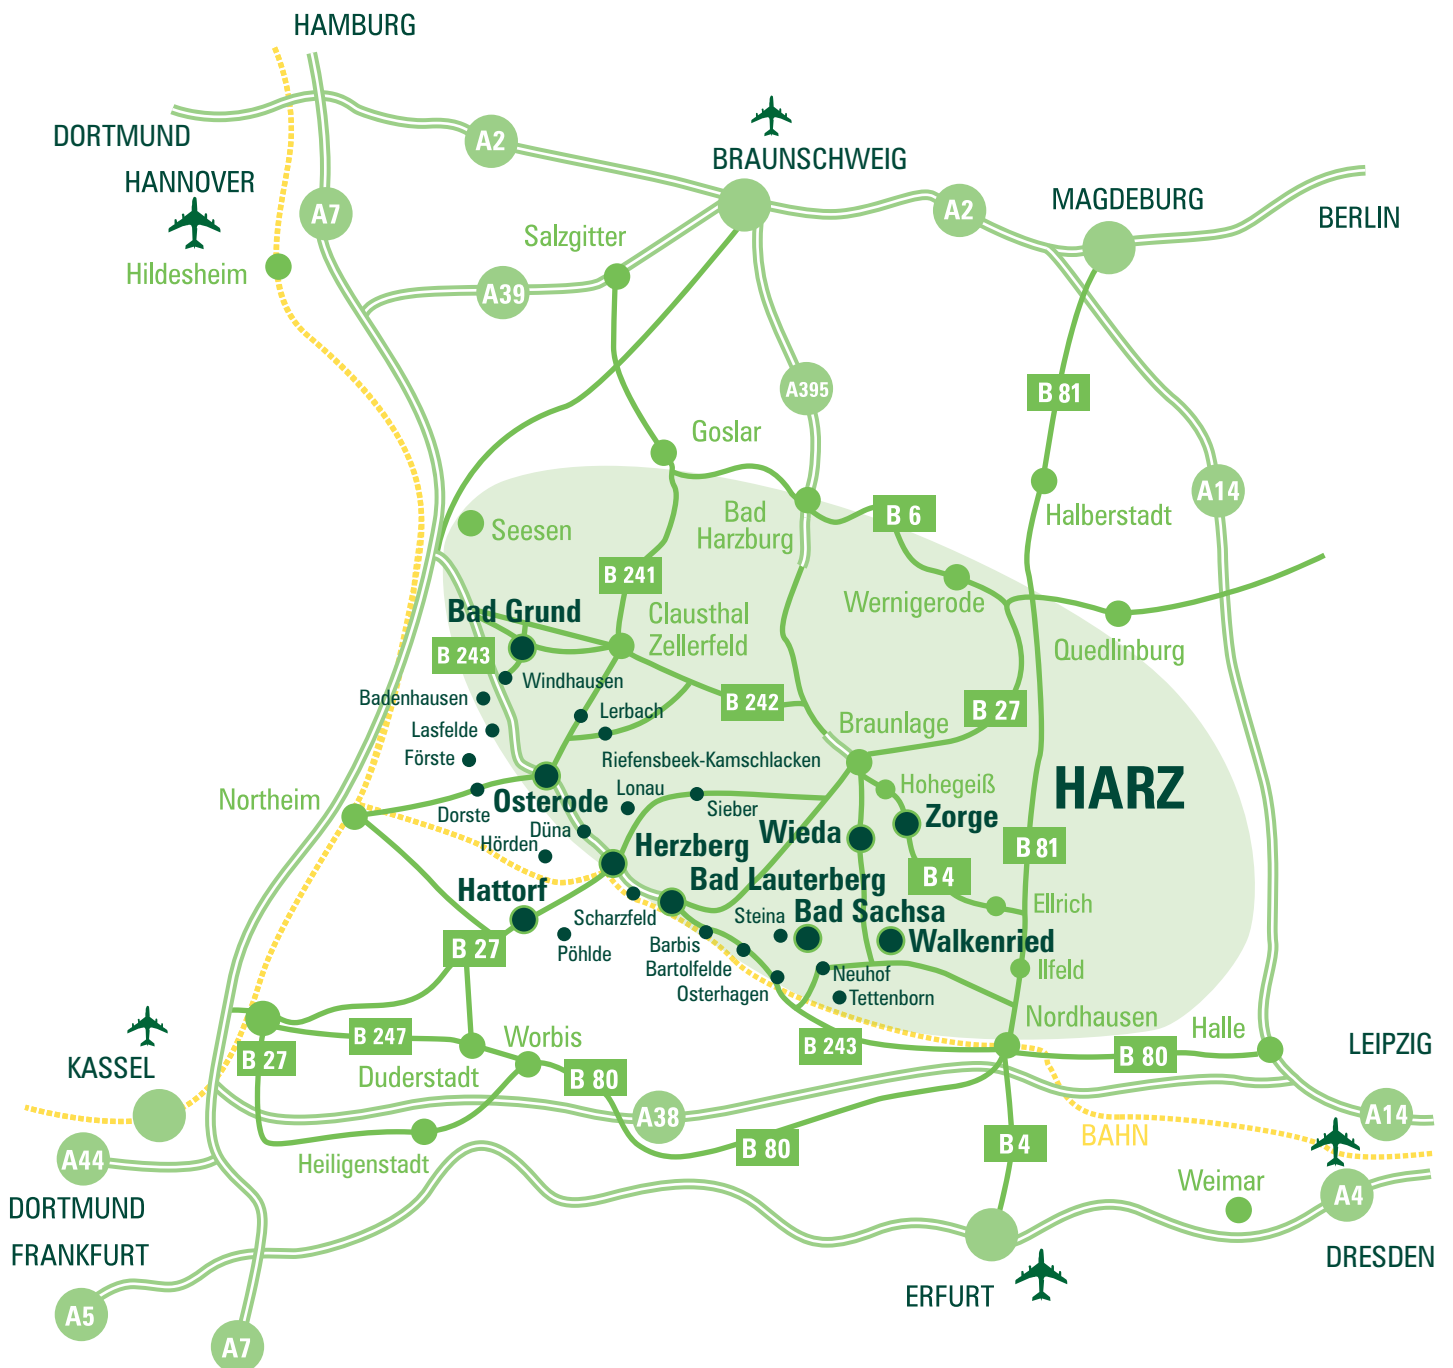 HAMBURG
DORTMUND
A2
BRAUNSCHWEIG
HANNOVER
A7
A2
MAGDEBURG
BERLIN
Salzgitter
Hildesheim
A39
A395
B 81
Goslar
A14
Seesen
Bad
Harzburg
B 6
Halberstadt
B 241
Wernigerode
Bad Grund
Clausthal
Zellerfeld
B 243
Quedlinburg
Windhausen
Badenhausen
B 242
B 27
Lerbach
Lasfelde
Braunlage
Förste
Riefensbeek-Kamschlacken
Hohegeiß
HARZ
Northeim
Osterode
Lonau
Sieber
Dorste
Düna
Wieda
Zorge
Hörden
Herzberg
B 81
Hattorf
Bad Lauterberg
B 4
Ellrich
Scharzfeld
Steina
Bad Sachsa
B 27
Pöhlde
Barbis
Walkenried
Bartolfelde
Neuhof
Ilfeld
Osterhagen
Tettenborn
Nordhausen
Halle
B 247
Worbis
B 243
B 80
LEIPZIG
KASSEL
B 27
Duderstadt
B 80
A38
A14
BAHN
B 80
B 4
A44
Heiligenstadt
Weimar
A4
DORTMUND
FRANKFURT
DRESDEN
ERFURT
A5
A7